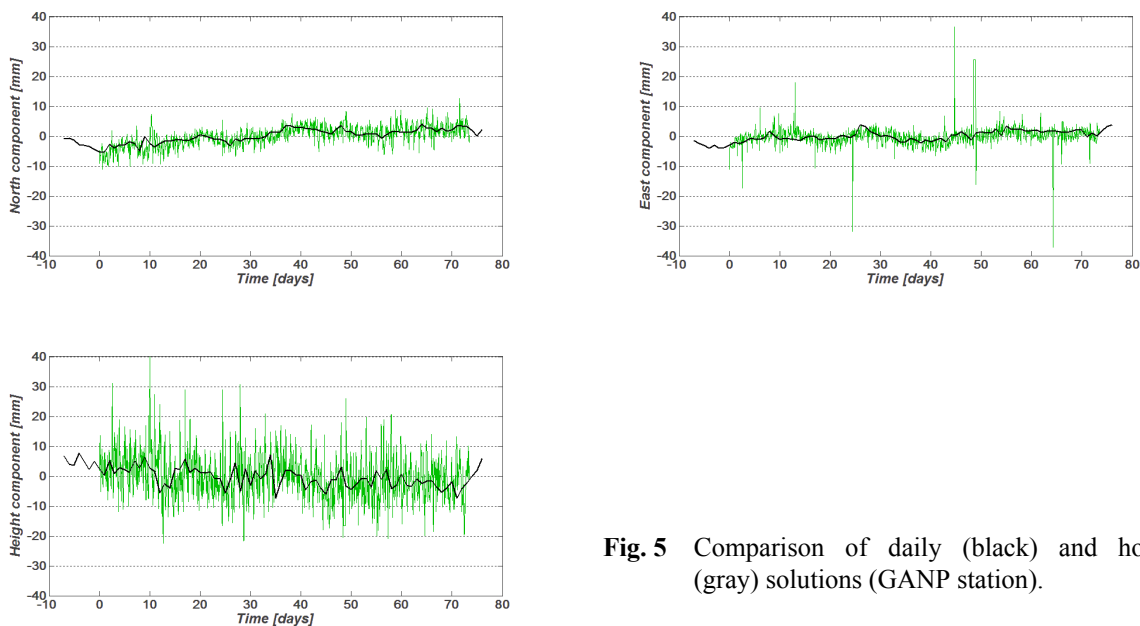 40
30
20
10
0
-10
-20
-30
-40
North component [mm]
-10 0 10 20 30 40 50 60 70 80
Time [days]
40
30
20
10
0
-10
-20
-30
-40
East component [mm]
-10 0 10 20 30 40 50 60 70 80
Time [days]
40
30
20
10
0
-10
-20
-30
-40
Height component [mm]
-10 0 10 20 30 40 50 60 70 80
Time [days]
Fig. 5 Comparison of daily (black) and ho
(gray) solutions (GANP station).